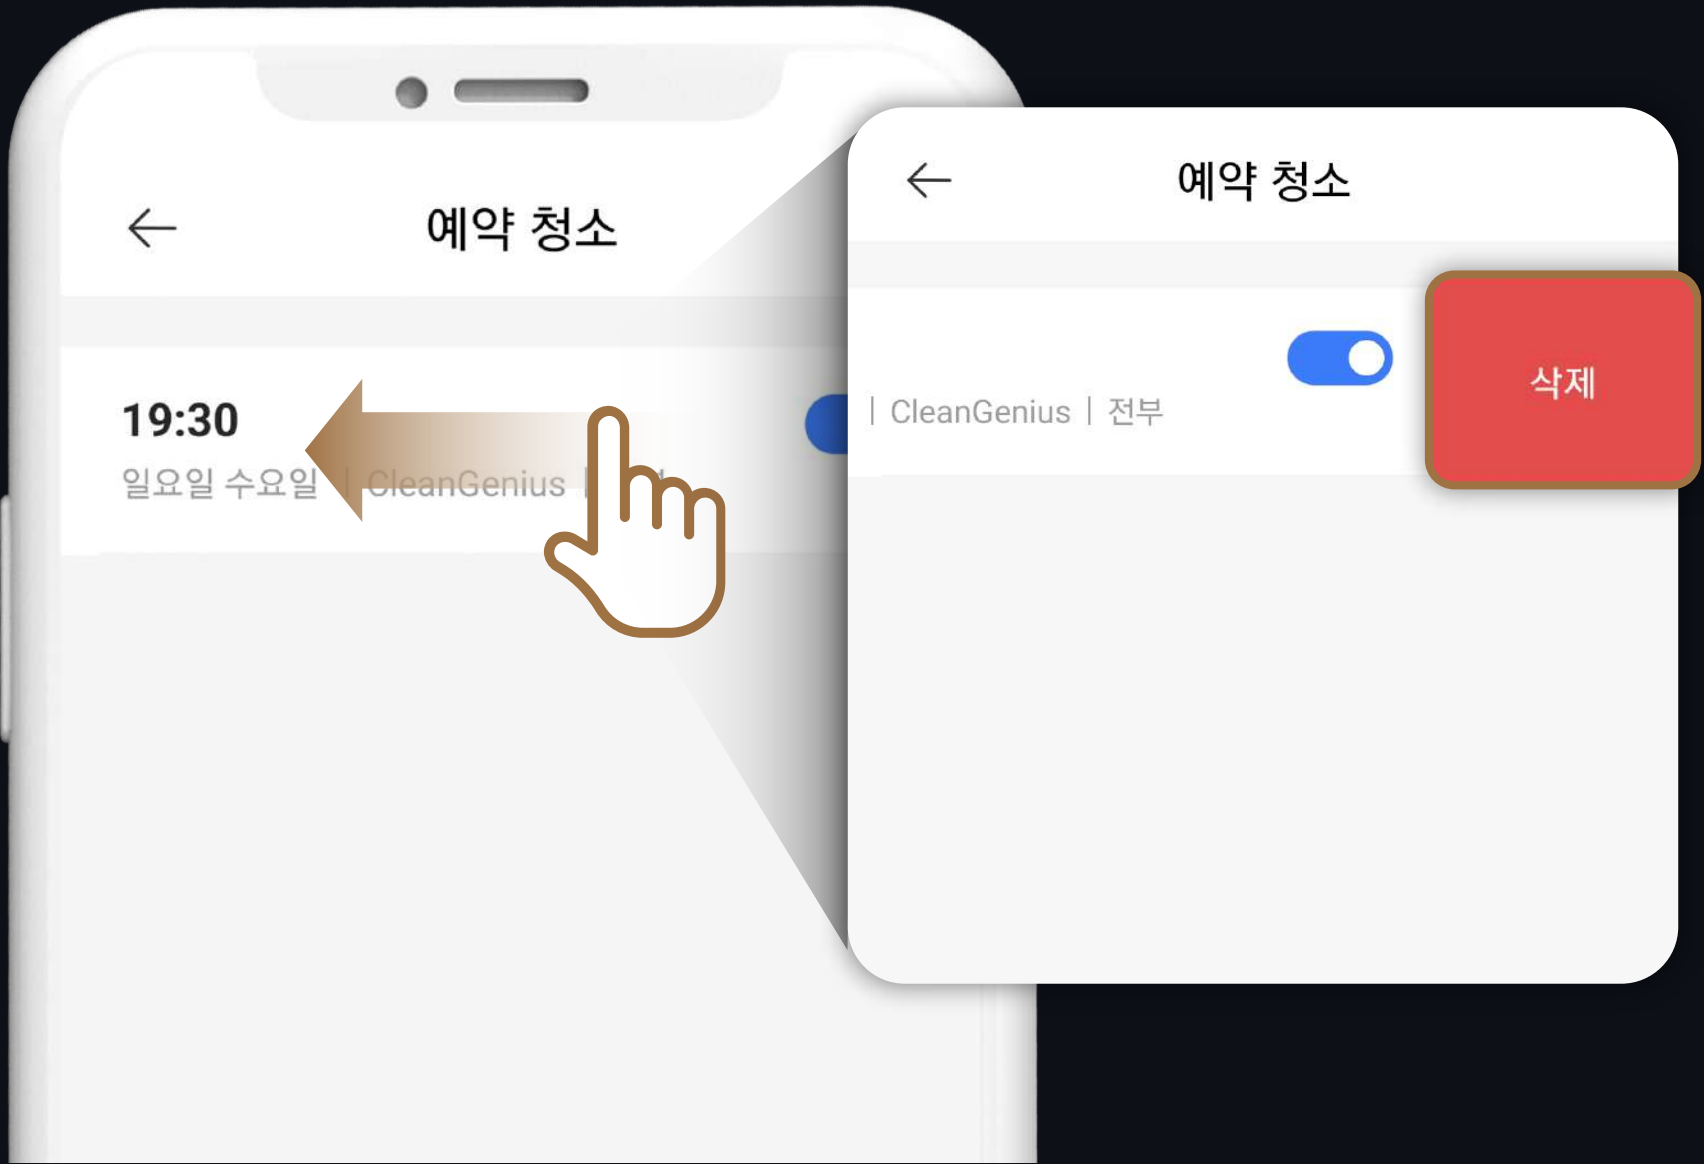 예약 청소
19:30
일요일 수요일 | CleanGenius |
예약 청소
| CleanGenius | 전부
삭제